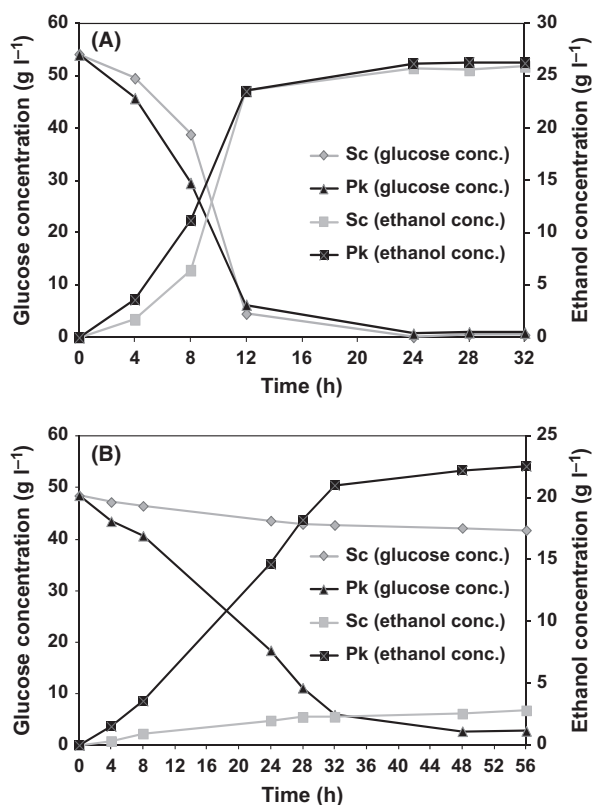 (A)
Glucose concentration (g l⁻¹)
60
50
40
30
20
10
0
Ethanol concentration (g l⁻¹)
30
25
20
15
10
5
0
Sc (glucose conc.)
Pk (glucose conc.)
Sc (ethanol conc.)
Pk (ethanol conc.)
0 4 8 12 16 20 24 28 32
Time (h)
(B)
Glucose concentration (g l⁻¹)
60
50
40
30
20
10
0
Ethanol concentration (g l⁻¹)
25
20
15
10
5
0
Sc (glucose conc.)
Pk (glucose conc.)
Sc (ethanol conc.)
Pk (ethanol conc.)
0 4 8 12 16 20 24 28 32 36 40 44 48 52 56
Time (h)